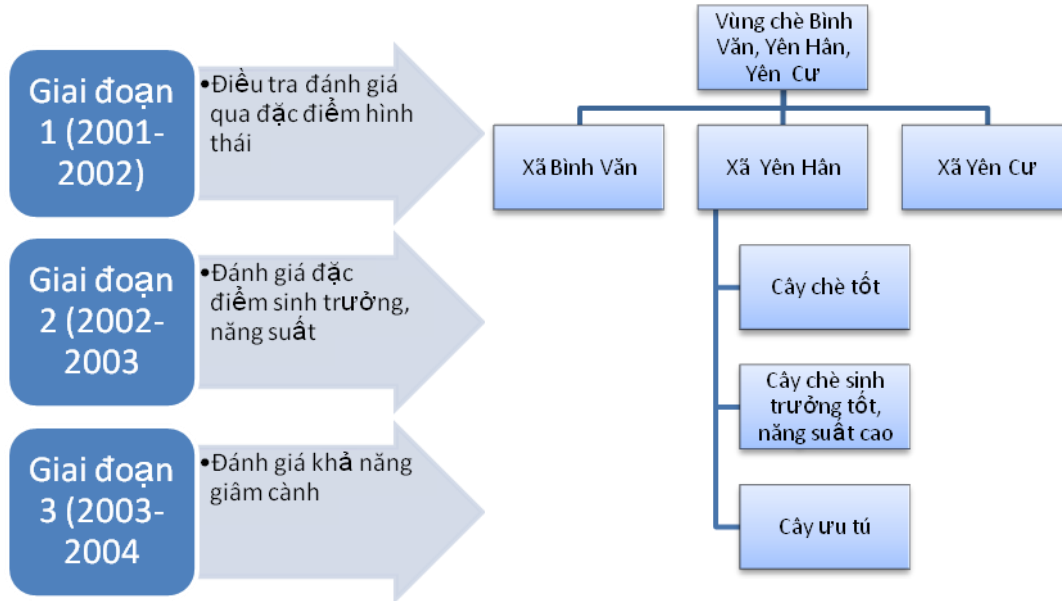 Giai đoạn
1 (2001-
2002)
•Điều tra đánh giá
qua đặc điểm hình
thái
Giai đoạn
2 (2002-
2003
•Đánh giá đặc
điểm sinh trưởng,
năng suất
Giai đoạn
3 (2003-
2004
•Đánh giá khả năng
giâm cành
Vùng chè Bình
Văn, Yên Hân,
Yên Cư
Xã Bình Văn
Xã Yên Hân
Xã Yên Cư
Cây chè tốt
Cây chè sinh
trưởng tốt,
năng suất cao
Cây ưu tú